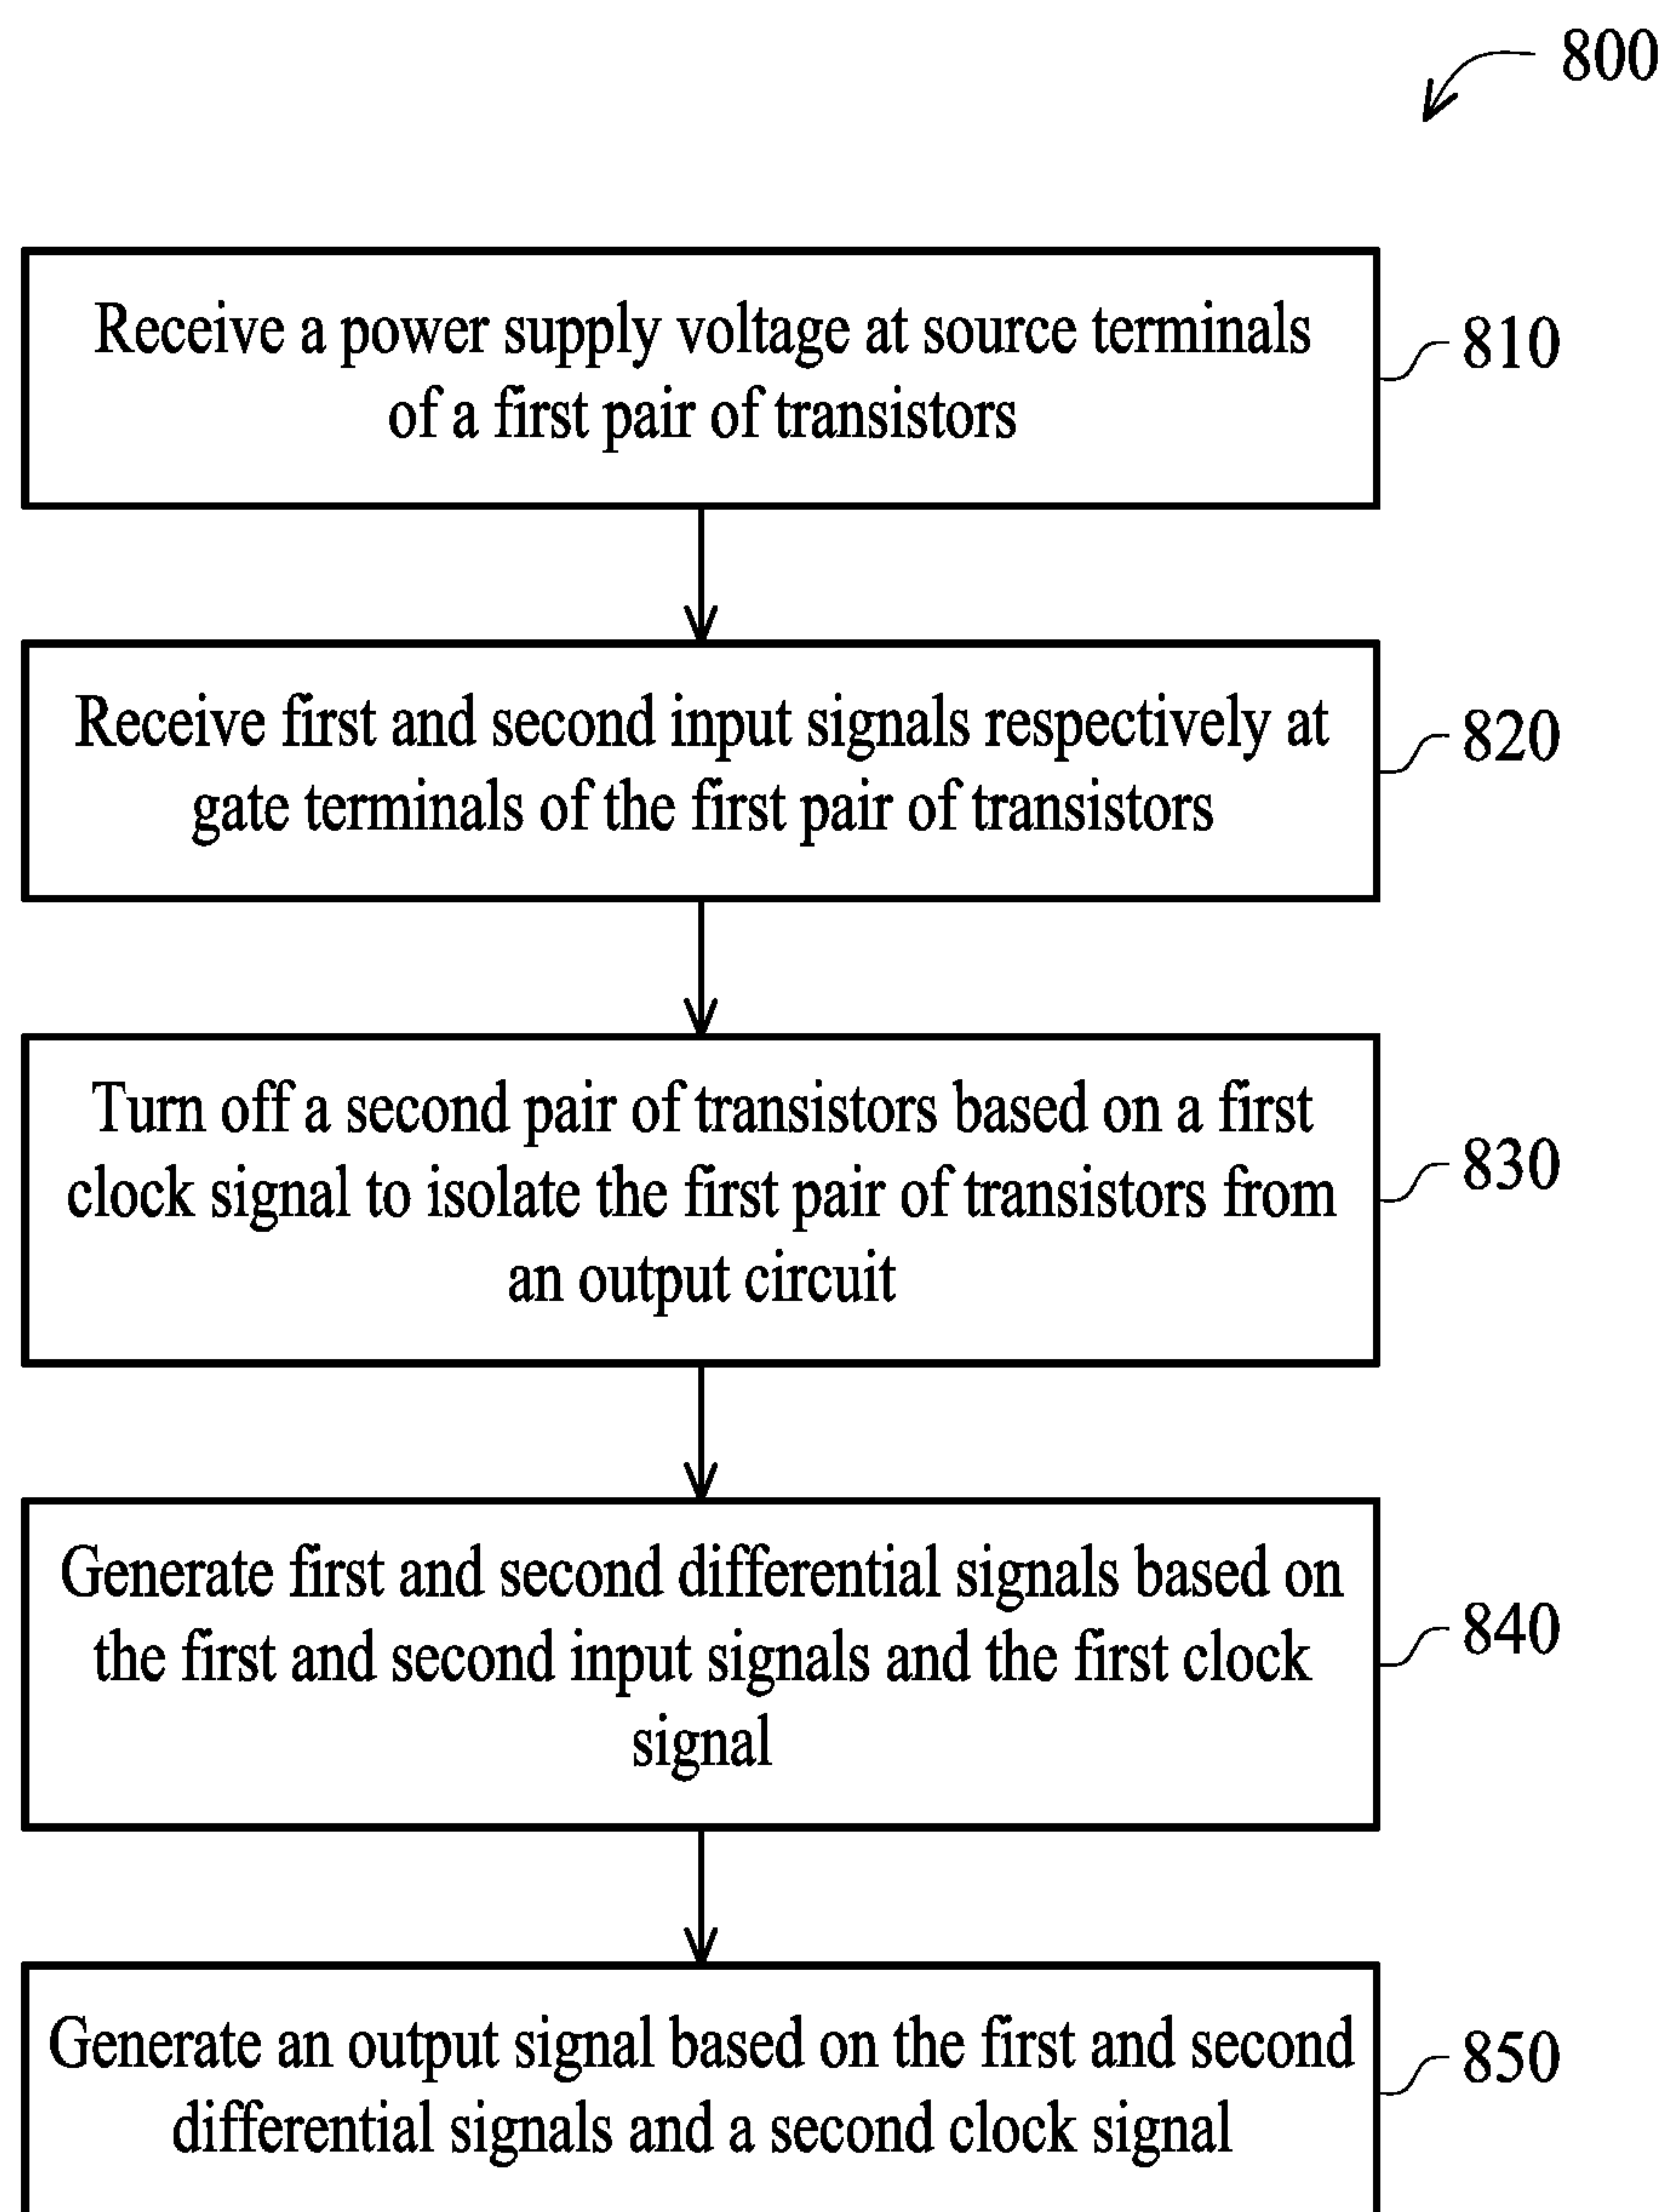 800
Receive a power supply voltage at source terminals
of a first pair of transistors
810
Receive first and second input signals respectively at
gate terminals of the first pair of transistors
820
Turn off a second pair of transistors based on a first
clock signal to isolate the first pair of transistors from
an output circuit
830
Generate first and second differential signals based on
the first and second input signals and the first clock
signal
840
Generate an output signal based on the first and second
differential signals and a second clock signal
850